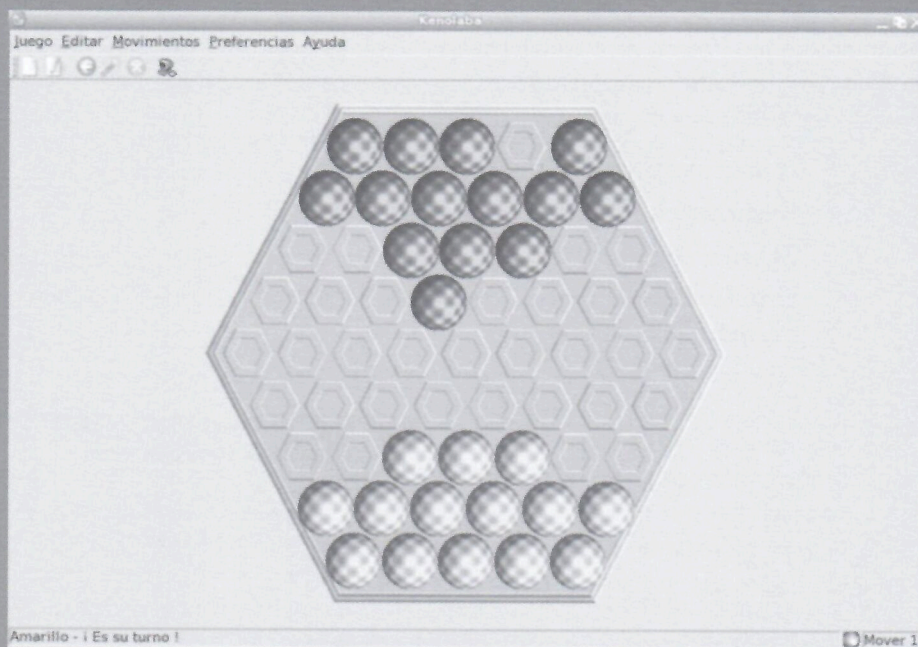 Kenolaba
Juego Editar Movimientos Preferencias Ayuda
Amarillo - ¡ Es su turno !
Mover 1